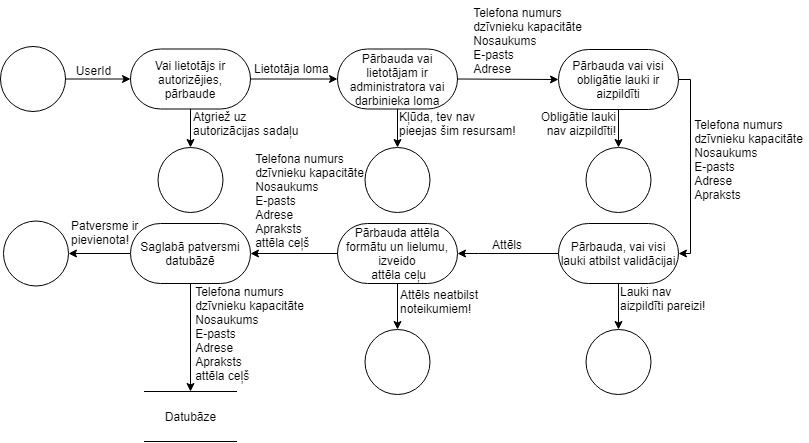 UserId
Vai lietotājs ir
autorizējies,
pārbaude
Lietotāja loma
Pārbauda vai
lietotājam ir
administratora vai
darbinieka loma
Telefona numurs
dzīvnieku kapacitāte
Nosaukums
E-pasts
Adrese
Pārbauda vai visi
obligātie lauki ir
aizpildīti
Atgriež uz
autorizācijas sadaļu
Kļūda, tev nav
pieejas šim resursam!
Obligātie lauki
nav aizpildīti!
Telefona numurs
dzīvnieku kapacitāte
Nosaukums
E-pasts
Adrese
Apraksts
Pārbauda, vai visi
lauki atbilst validācijai
Attēls
Pārbauda attēla
formātu un lielumu,
izveido
attēla ceļu
Telefona numurs
dzīvnieku kapacitāte
Nosaukums
E-pasts
Adrese
Apraksts
attēla ceļš
Saglabā patversmi
datubāzē
Patversme ir
pievienota!
Lauki nav
aizpildīti pareizi!
Attēls neatbilst
noteikumiem!
Telefona numurs
dzīvnieku kapacitāte
Nosaukums
E-pasts
Adrese
Apraksts
attēla ceļš
Datubāze